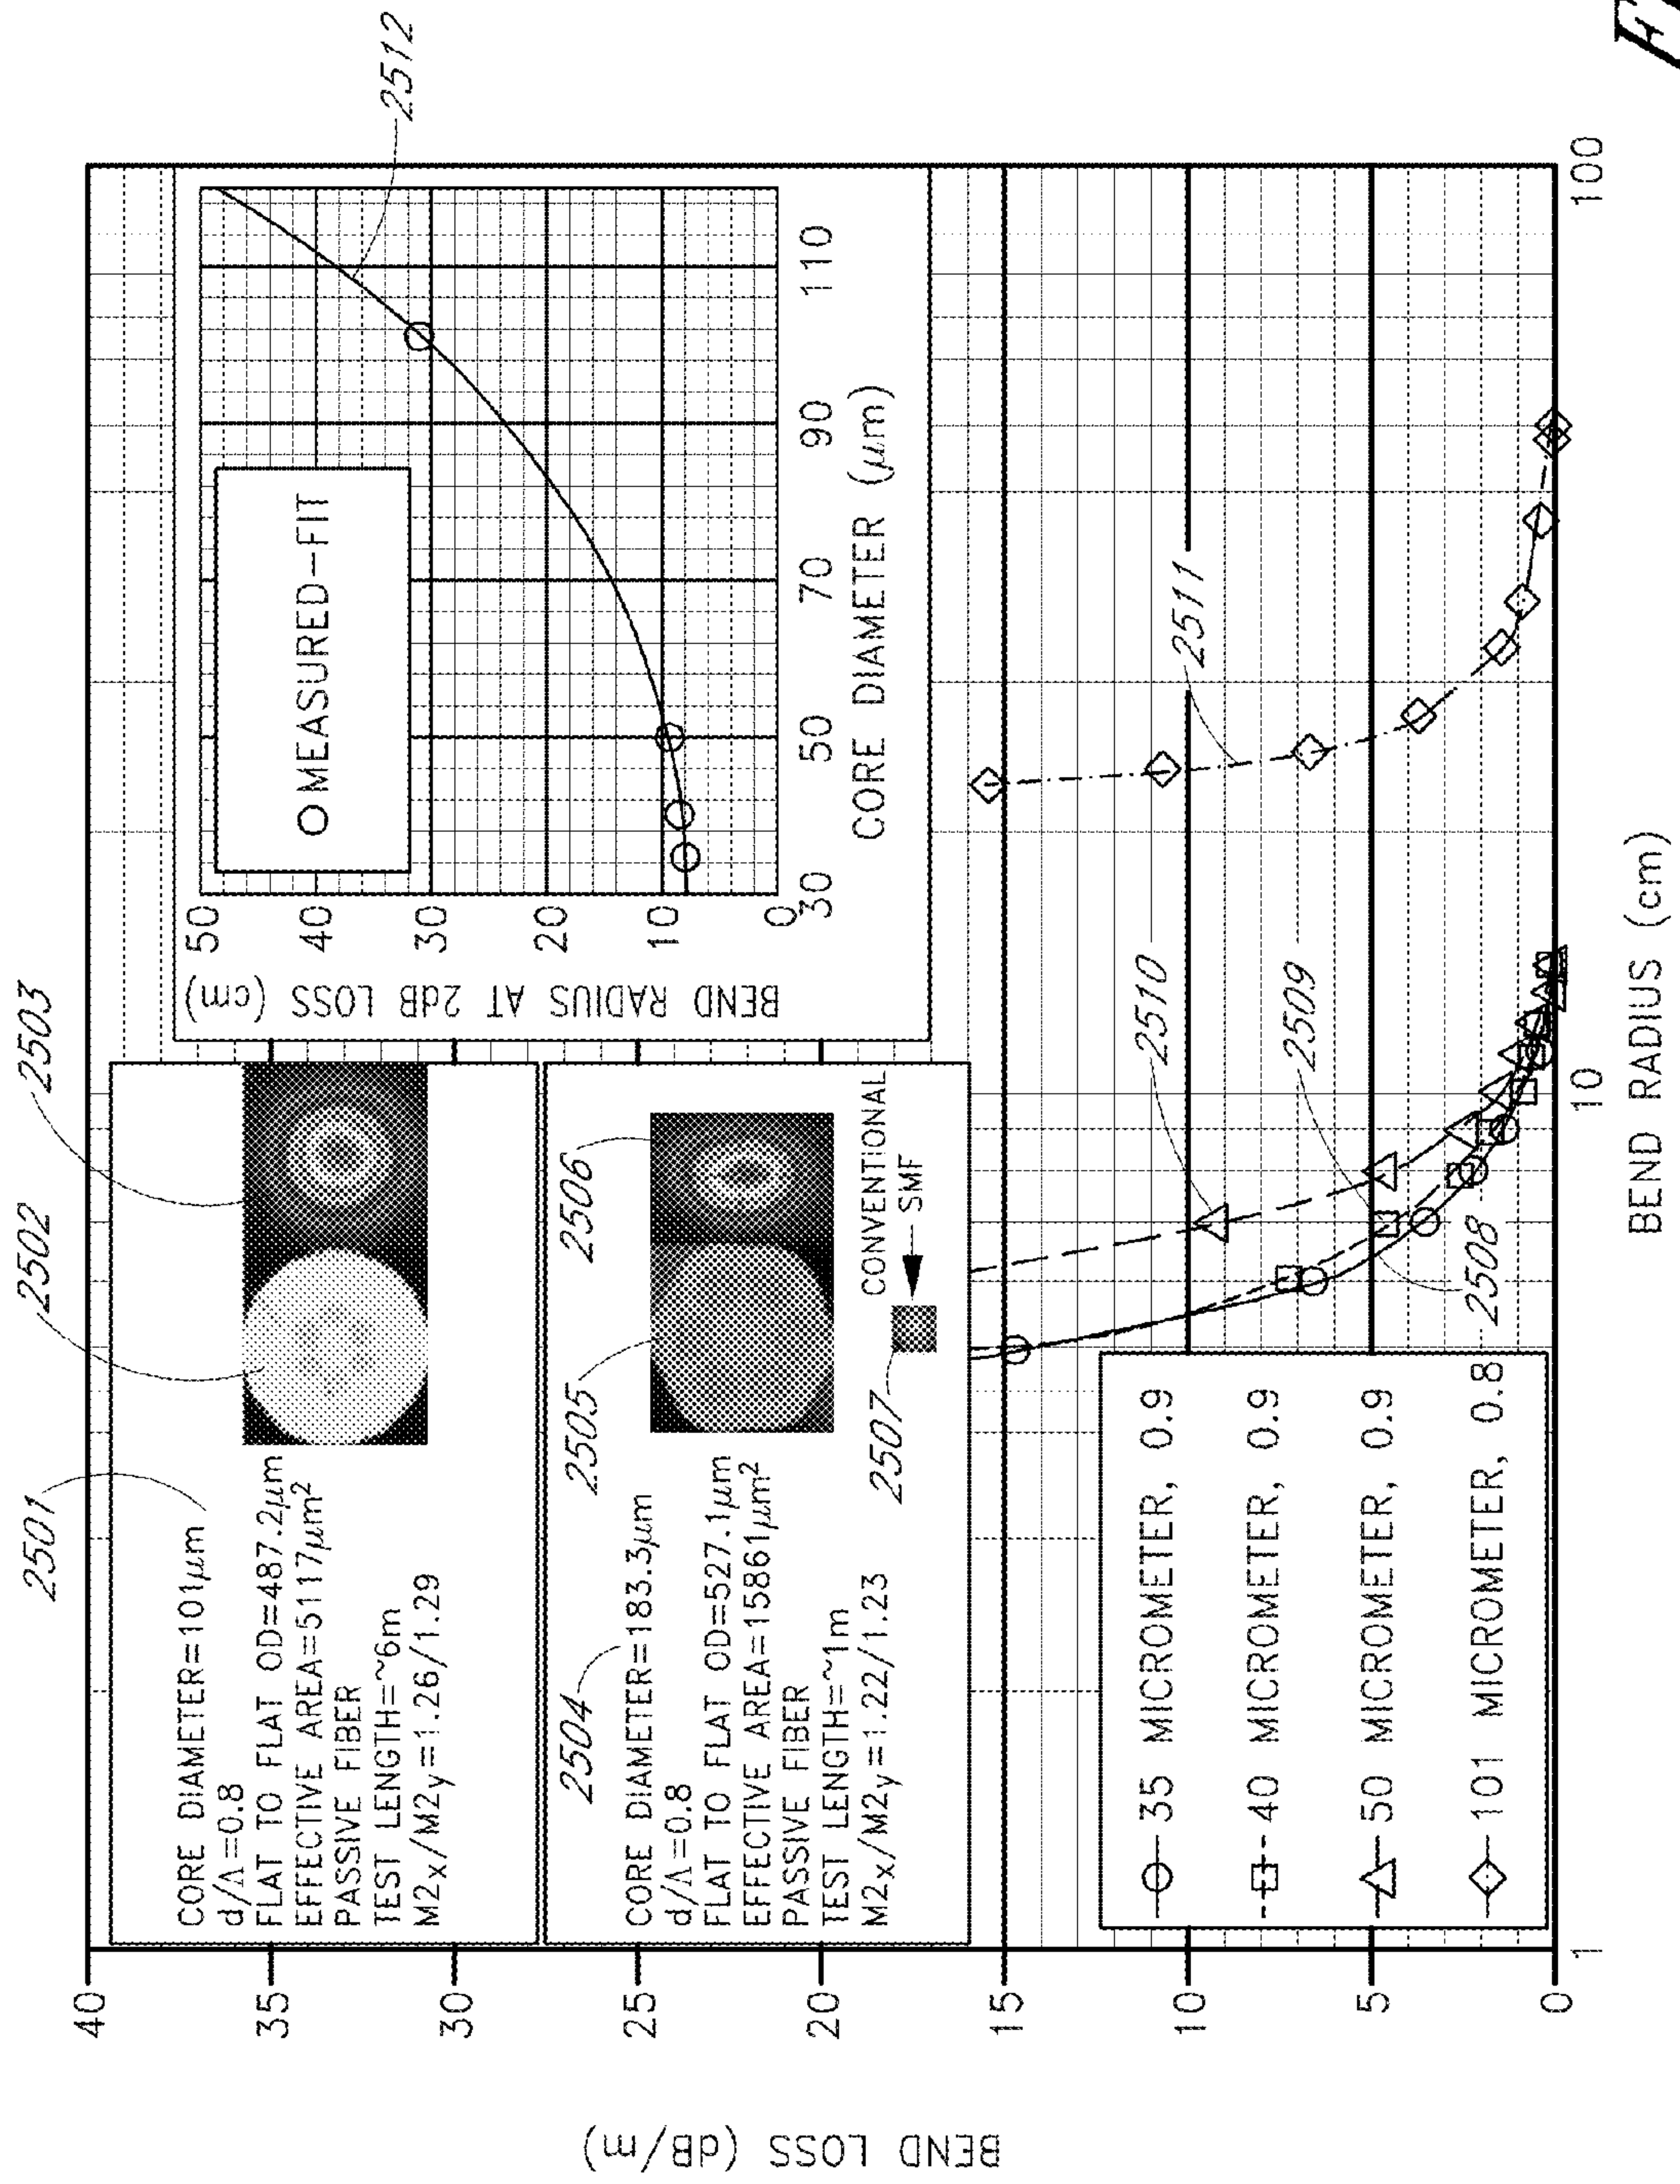 2501
2502
2503
CORE DIAMETER=101μm
d/Λ=0.8
FLAT TO FLAT OD=487.2μm
EFFECTIVE AREA=5117μm²
PASSIVE FIBER
TEST LENGTH=~6m
M2x/M2y=1.26/1.29
2504
2505
2506
CORE DIAMETER=183.3μm
d/Λ=0.8
FLAT TO FLAT OD=527.1μm
EFFECTIVE AREA=15861μm²
PASSIVE FIBER
TEST LENGTH=~1m
M2x/M2y=1.22/1.23
2507
CONVENTIONAL
SMF
BEND RADIUS AT 2dB LOSS (cm)
50
40
30
20
10
0
O MEASURED-FIT
2512
30 50 70 90 110
CORE DIAMETER (μm)
BEND LOSS (dB/m)
40
35
30
25
20
15
10
5
0
2510
2511
2509
2508
35 MICROMETER, 0.9
40 MICROMETER, 0.9
50 MICROMETER, 0.9
101 MICROMETER, 0.8
1 10 100
BEND RADIUS (cm)